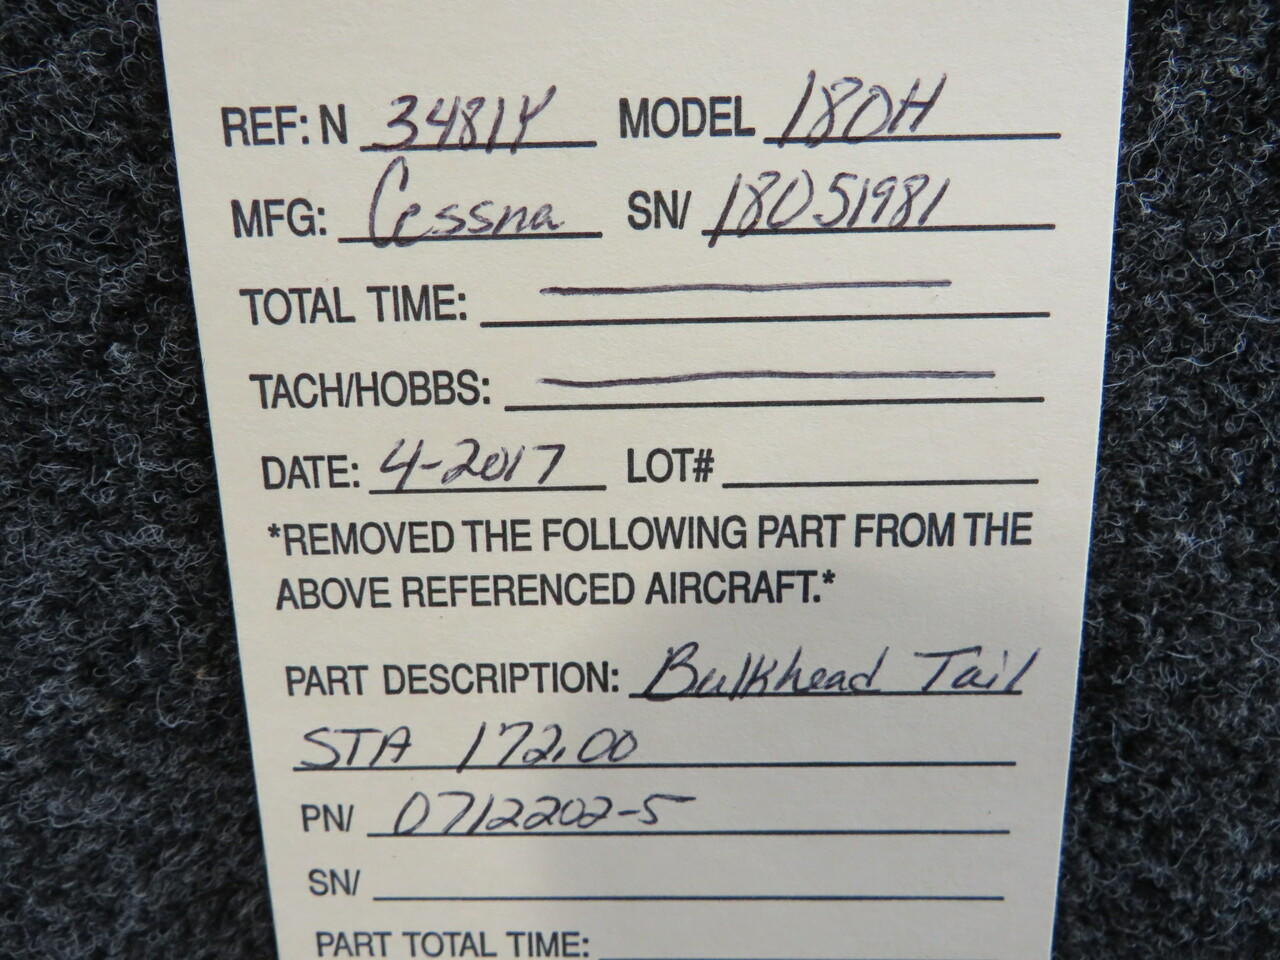 REF: N 3481Y MODEL 180H
MFG: Cessna SN/ 18051981
TOTAL TIME:
TACH/HOBBS:
DATE: 4-2017 LOT#
*REMOVED THE FOLLOWING PART FROM THE
ABOVE REFERENCED AIRCRAFT.*
PART DESCRIPTION: Bulkhead Tail
STA 172.00
PN/ 0712202-5
SN/
PART TOTAL TIME: